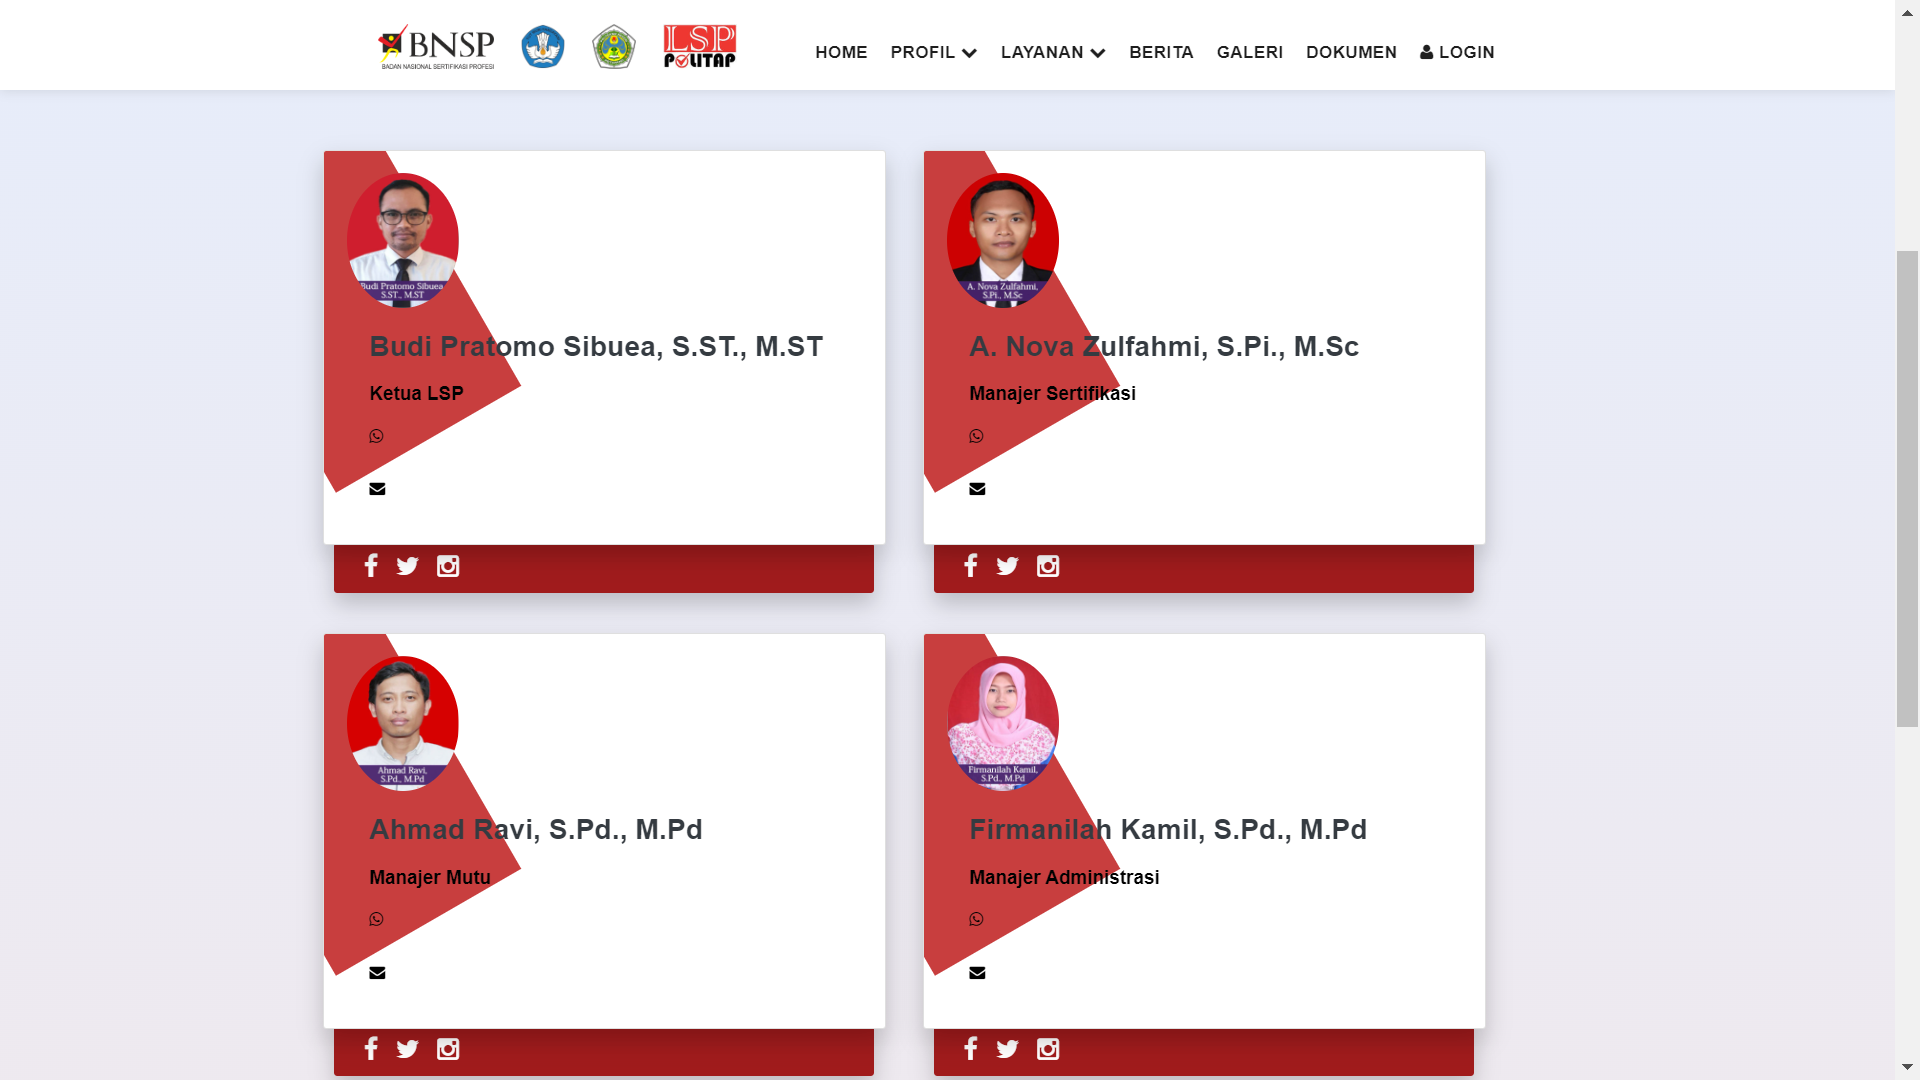 BNSP
BADAN NASIONAL SERTIFIKASI PROFESI
LSP
POLITAP
HOME
PROFIL
LAYANAN
BERITA
GALERI
DOKUMEN
LOGIN
Budi Pratomo Sibuea
S.ST., M.ST
Budi Pratomo Sibuea, S.ST., M.ST
Ketua LSP
A. Nova Zulfahmi,
S.Pi., M.Sc
A. Nova Zulfahmi, S.Pi., M.Sc
Manajer Sertifikasi
Ahmad Ravi,
S.Pd., M.Pd
Ahmad Ravi, S.Pd., M.Pd
Manajer Mutu
Firmanilah Kamil,
S.Pd., M.Pd
Firmanilah Kamil, S.Pd., M.Pd
Manajer Administrasi